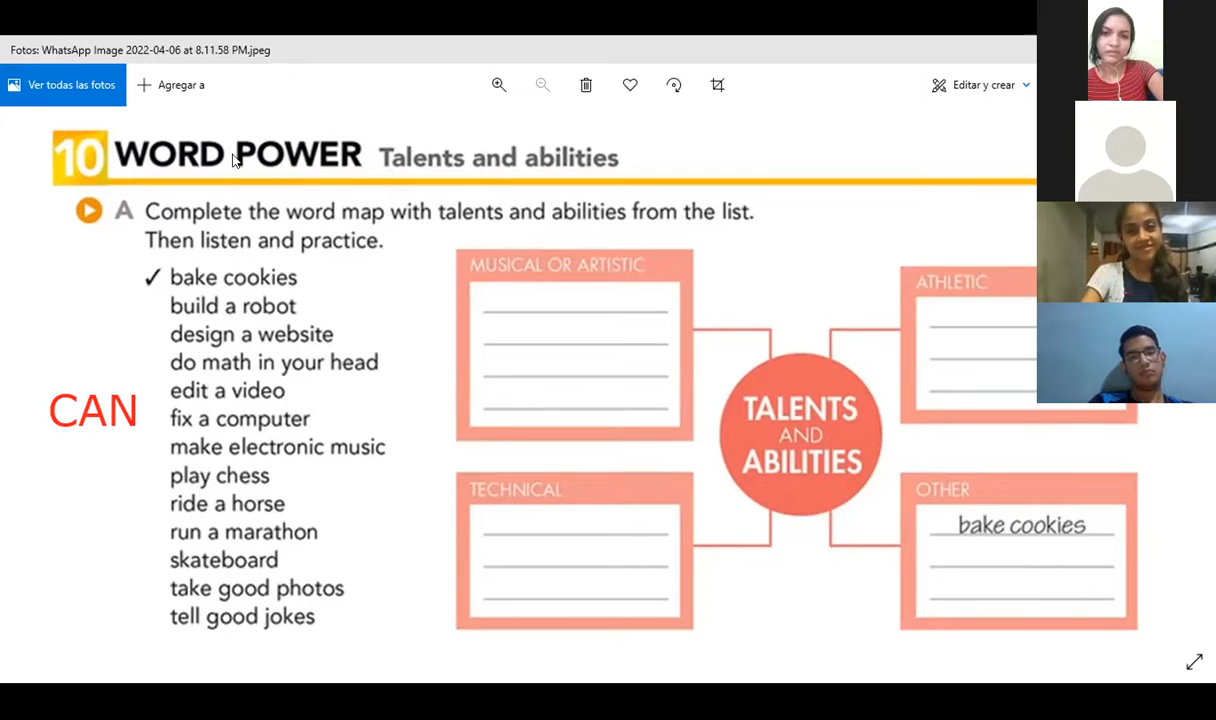 Fotos: WhatsApp Image 2022-04-06 at 8.11.58 PM.jpeg
Ver todas las fotos
Agregar a
Editar y crear
10 WORD POWER Talents and abilities
A Complete the word map with talents and abilities from the list.
Then listen and practice.
✓ bake cookies
build a robot
design a website
do math in your head
edit a video
fix a computer
make electronic music
play chess
ride a horse
run a marathon
skateboard
take good photos
tell good jokes
CAN
MUSICAL OR ARTISTIC
ATHLETIC
TALENTS
AND
ABILITIES
TECHNICAL
OTHER
bake cookies